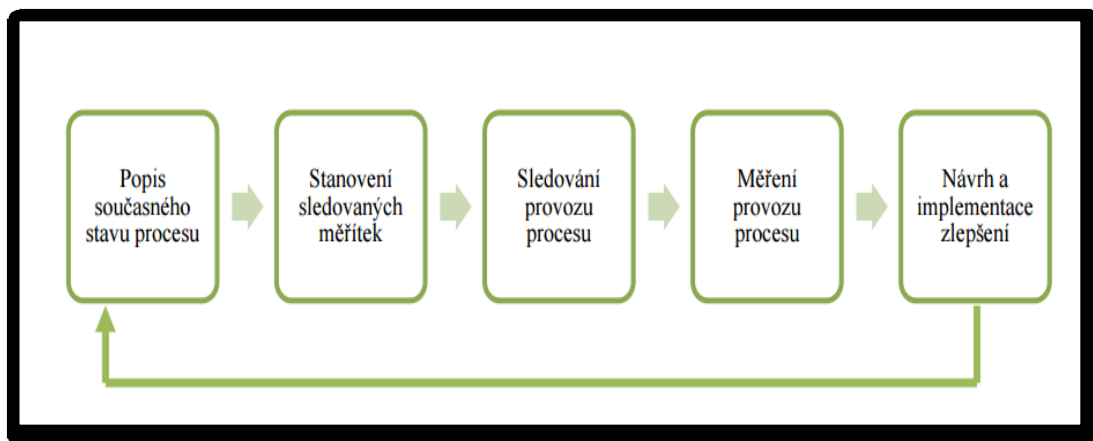 Popis
současného
stavu procesu
Stanovení
sledovaných
měřítek
Sledování
provozu
procesu
Měření
provozu
procesu
Návrh a
implementace
zlepšení